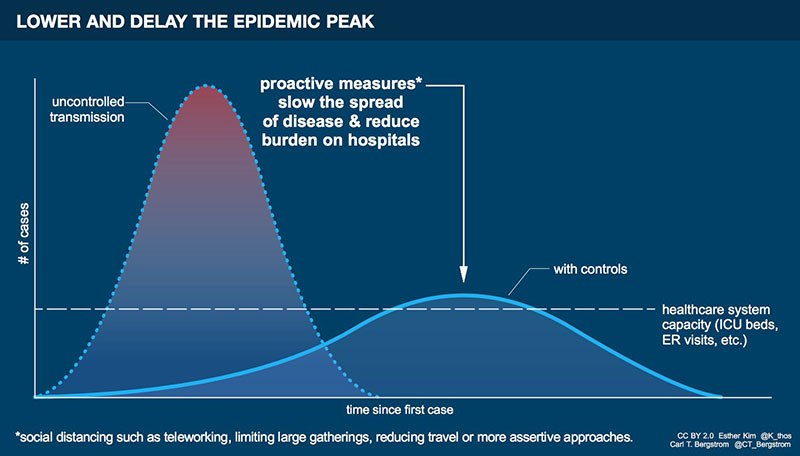 LOWER AND DELAY THE EPIDEMIC PEAK
uncontrolled
transmission
proactive measures*
slow the spread
of disease & reduce
burden on hospitals
# of cases
with controls
healthcare system
capacity (ICU beds,
ER visits, etc.)
time since first case
*social distancing such as teleworking, limiting large gatherings, reducing travel or more assertive approaches.
CC BY 2.0 Esther Kim @K_thos
Carl T. Bergstrom @CT_Bergstrom